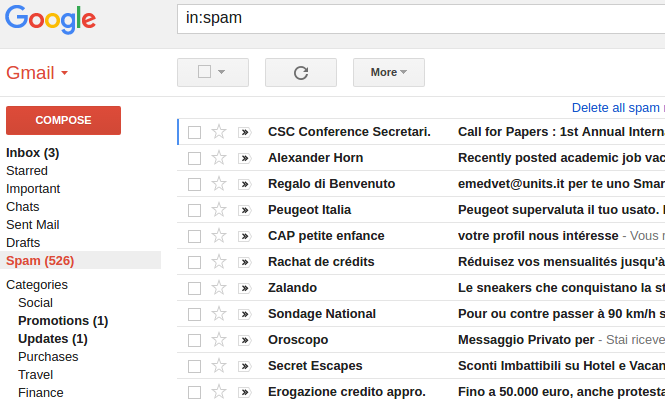 Google
in:spam
Gmail
More
Delete all spam
COMPOSE
Inbox (3)
Starred
Important
Chats
Sent Mail
Drafts
Spam (526)
Categories
Social
Promotions (1)
Updates (1)
Purchases
Travel
Finance
CSC Conference Secretari. Call for Papers : 1st Annual Interna
Alexander Horn Recently posted academic job vac
Regalo di Benvenuto emedvet@units.it per te uno Smar
Peugeot Italia Peugeot supervaluta il tuo usato.
CAP petite enfance votre profil nous intéresse - Vous
Rachat de crédits Réduisez vos mensualités jusqu'à
Zalando Le sneakers che conquistano la st
Sondage National Pour ou contre passer à 90 km/h s
Oroscopo Messaggio Privato per - Stai riceve
Secret Escapes Sconti Imbattibili su Hotel e Vacan
Erogazione credito appro. Fino a 50.000 euro, anche protesta